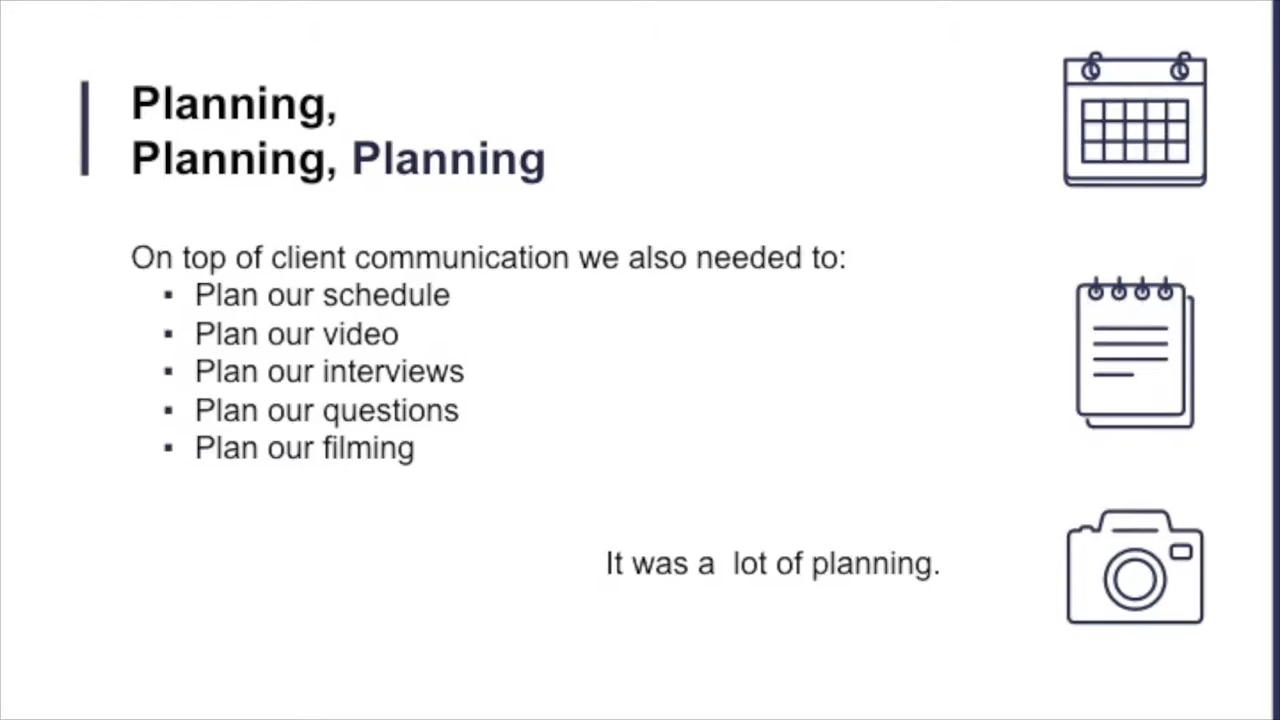 Planning,
Planning, Planning
On top of client communication we also needed to:
▪ Plan our schedule
▪ Plan our video
▪ Plan our interviews
▪ Plan our questions
▪ Plan our filming
It was a  lot of planning.